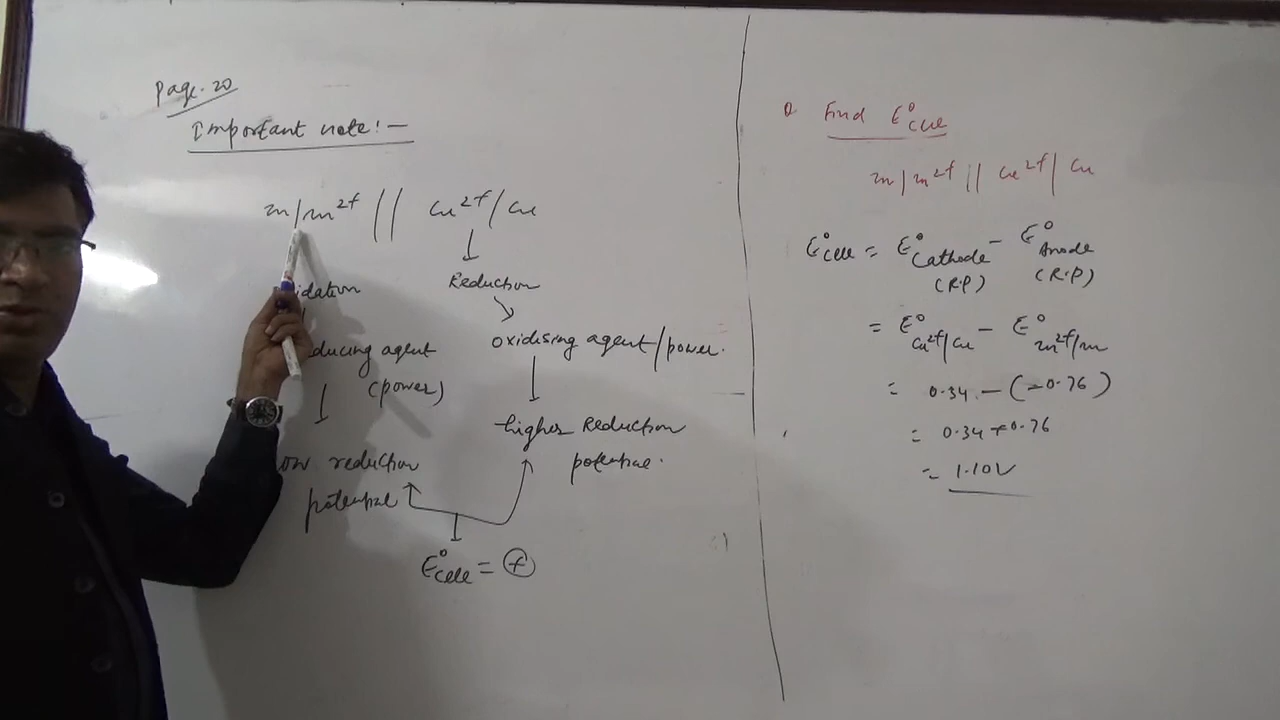 Page. 20
Important note! -
Zn/Zn²⁺ // Cu²⁺/Cu
idation
Reduction
ducing agent
(power)
oxidising agent/power.
low reduction
potential
higher Reduction
potential.
E°cell = ⊕
Q Find E°cell
Zn/Zn²⁺ // Cu²⁺/Cu
E°cell = E°Cathode (R.P) - E°Anode (R.P)
= E°Cu²⁺/Cu - E°Zn²⁺/Zn
= 0.34 - (-0.76)
= 0.34 + 0.76
= 1.10V